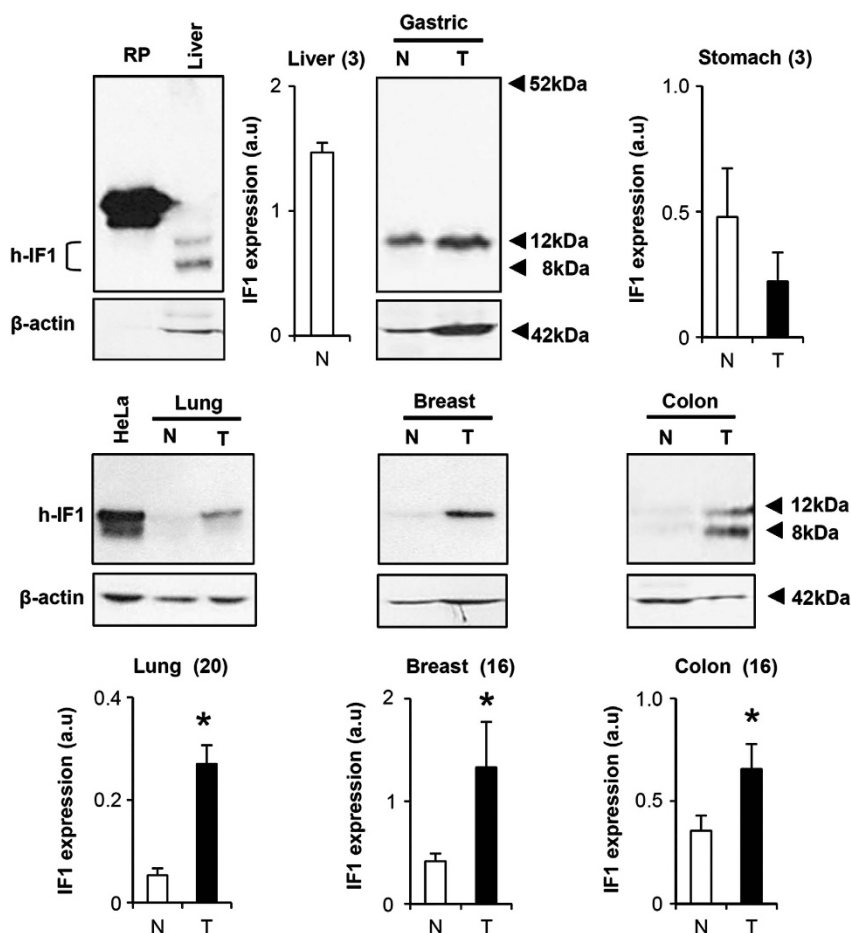 Gastric
RP Liver Liver (3) N T Stomach (3)
IF1 expression (a.u)
2
1
0
N
52kDa
12kDa
8kDa
42kDa
h-IF1
β-actin
IF1 expression (a.u)
1.0
0.5
0
N T
HeLa Lung Breast Colon
N T N T N T
h-IF1
β-actin
12kDa
8kDa
42kDa
Lung (20) Breast (16) Colon (16)
IF1 expression (a.u)
0.4
0.2
0
*
N T
IF1 expression (a.u)
2
1
0
*
N T
IF1 expression (a.u)
1.0
0.5
0
*
N T